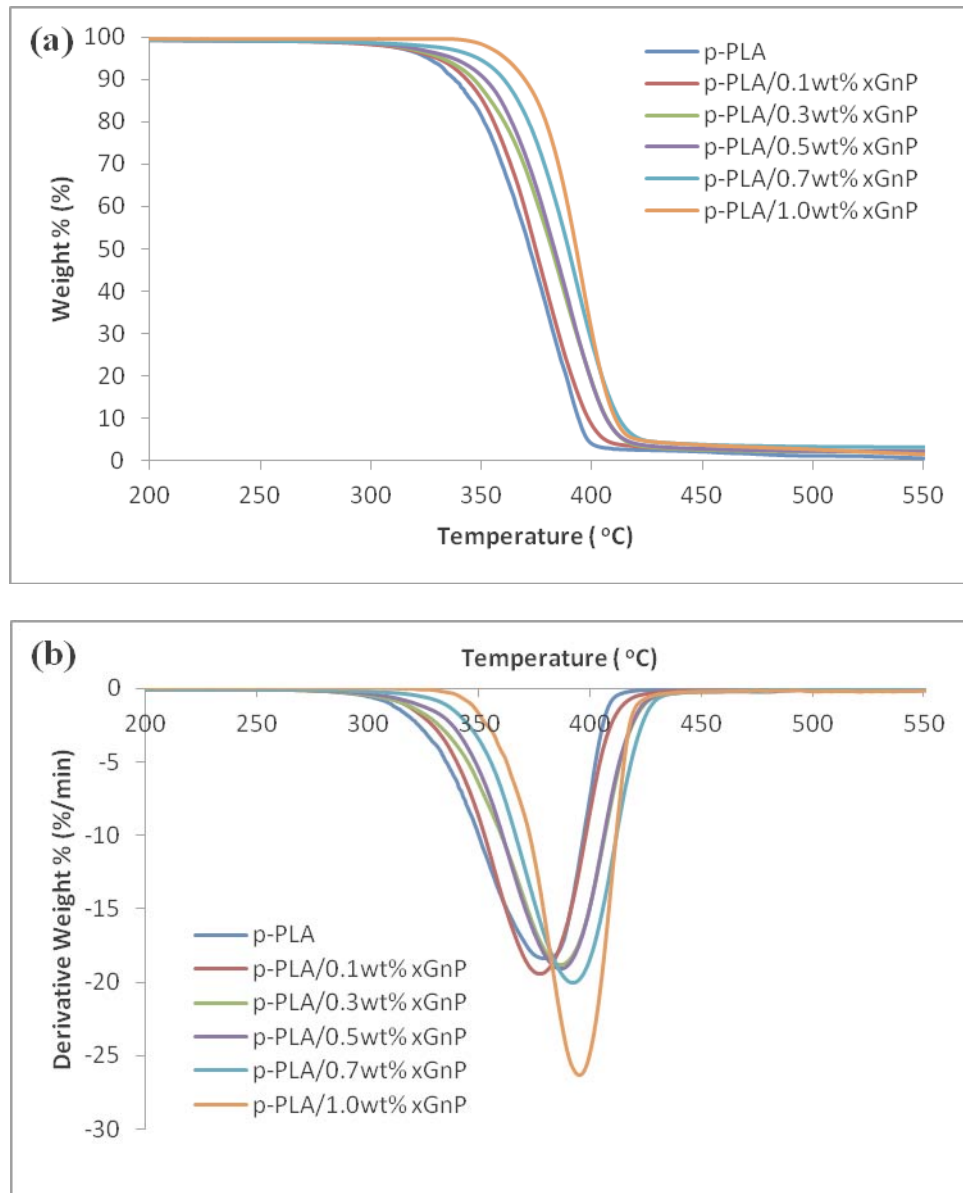 (a)
100
90
80
70
60
50
40
30
20
10
0
Weight % (%)
p-PLA
p-PLA/0.1wt% xGnP
p-PLA/0.3wt% xGnP
p-PLA/0.5wt% xGnP
p-PLA/0.7wt% xGnP
p-PLA/1.0wt% xGnP
200 250 300 350 400 450 500 550
Temperature ( °C)
(b)
Temperature ( °C)
0
200 250 300 350 400 450 500 550
-5
-10
-15
-20
-25
-30
Derivative Weight % (%/min)
p-PLA
p-PLA/0.1wt% xGnP
p-PLA/0.3wt% xGnP
p-PLA/0.5wt% xGnP
p-PLA/0.7wt% xGnP
p-PLA/1.0wt% xGnP